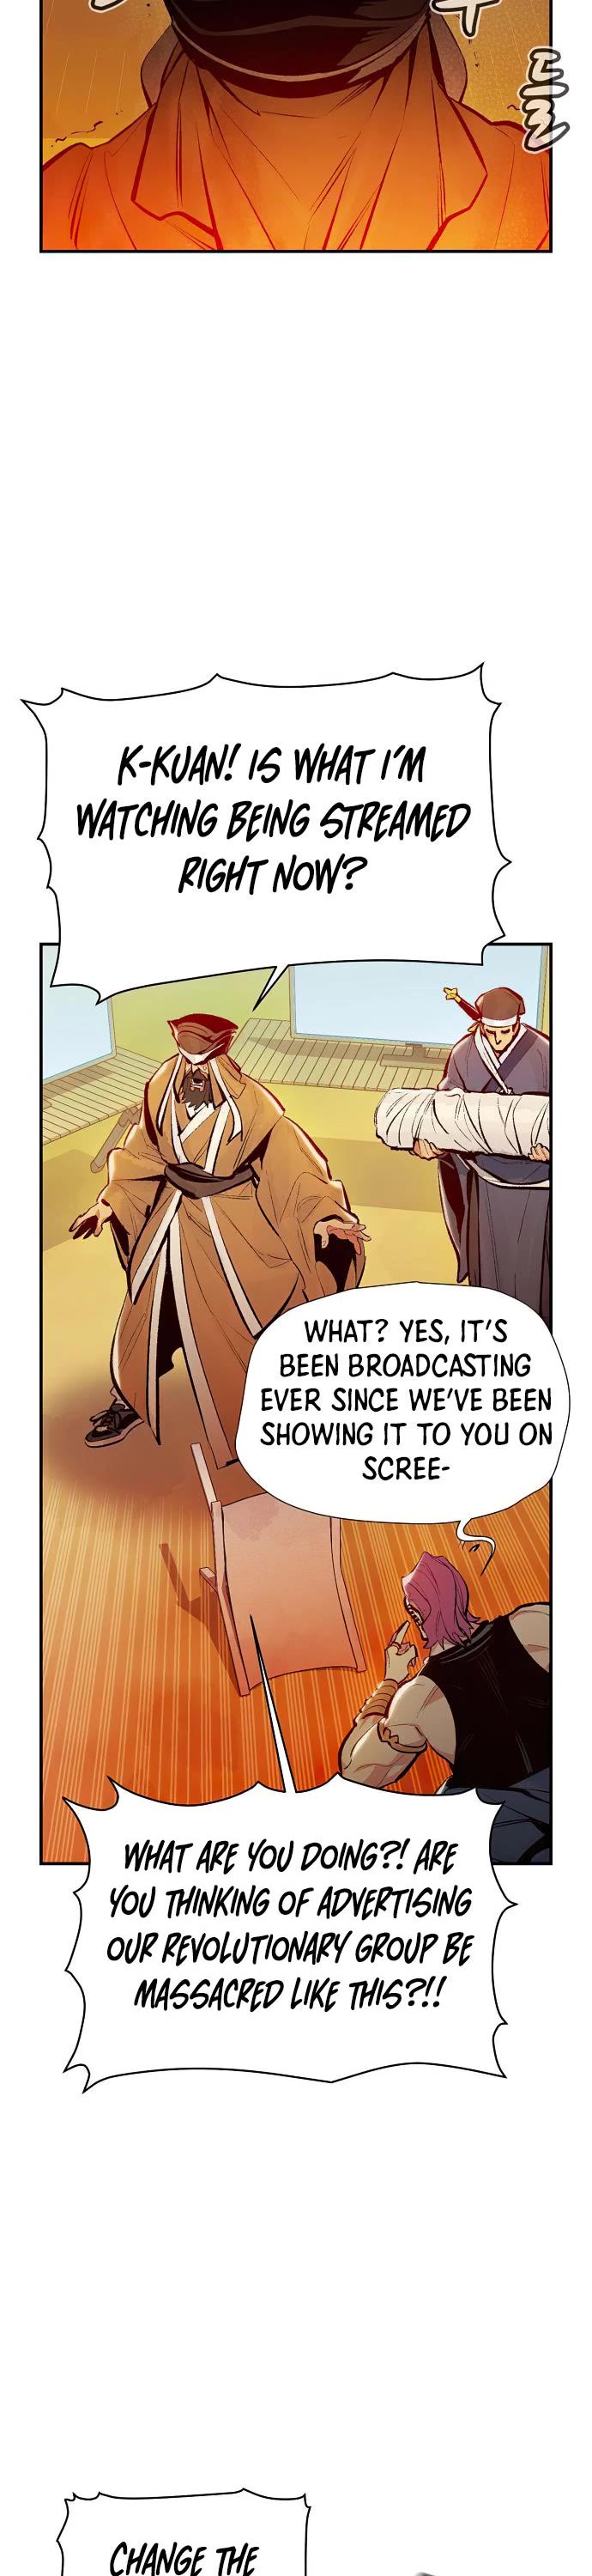 들
K-KUAN! IS WHAT I'M
WATCHING BEING STREAMED
RIGHT NOW?
WHAT? YES, IT'S
BEEN BROADCASTING
EVER SINCE WE'VE BEEN
SHOWING IT TO YOU ON
SCREE-
WHAT ARE YOU DOING?! ARE
YOU THINKING OF ADVERTISING
OUR REVOLUTIONARY GROUP BE
MASSACRED LIKE THIS?!!
CHANGE THE